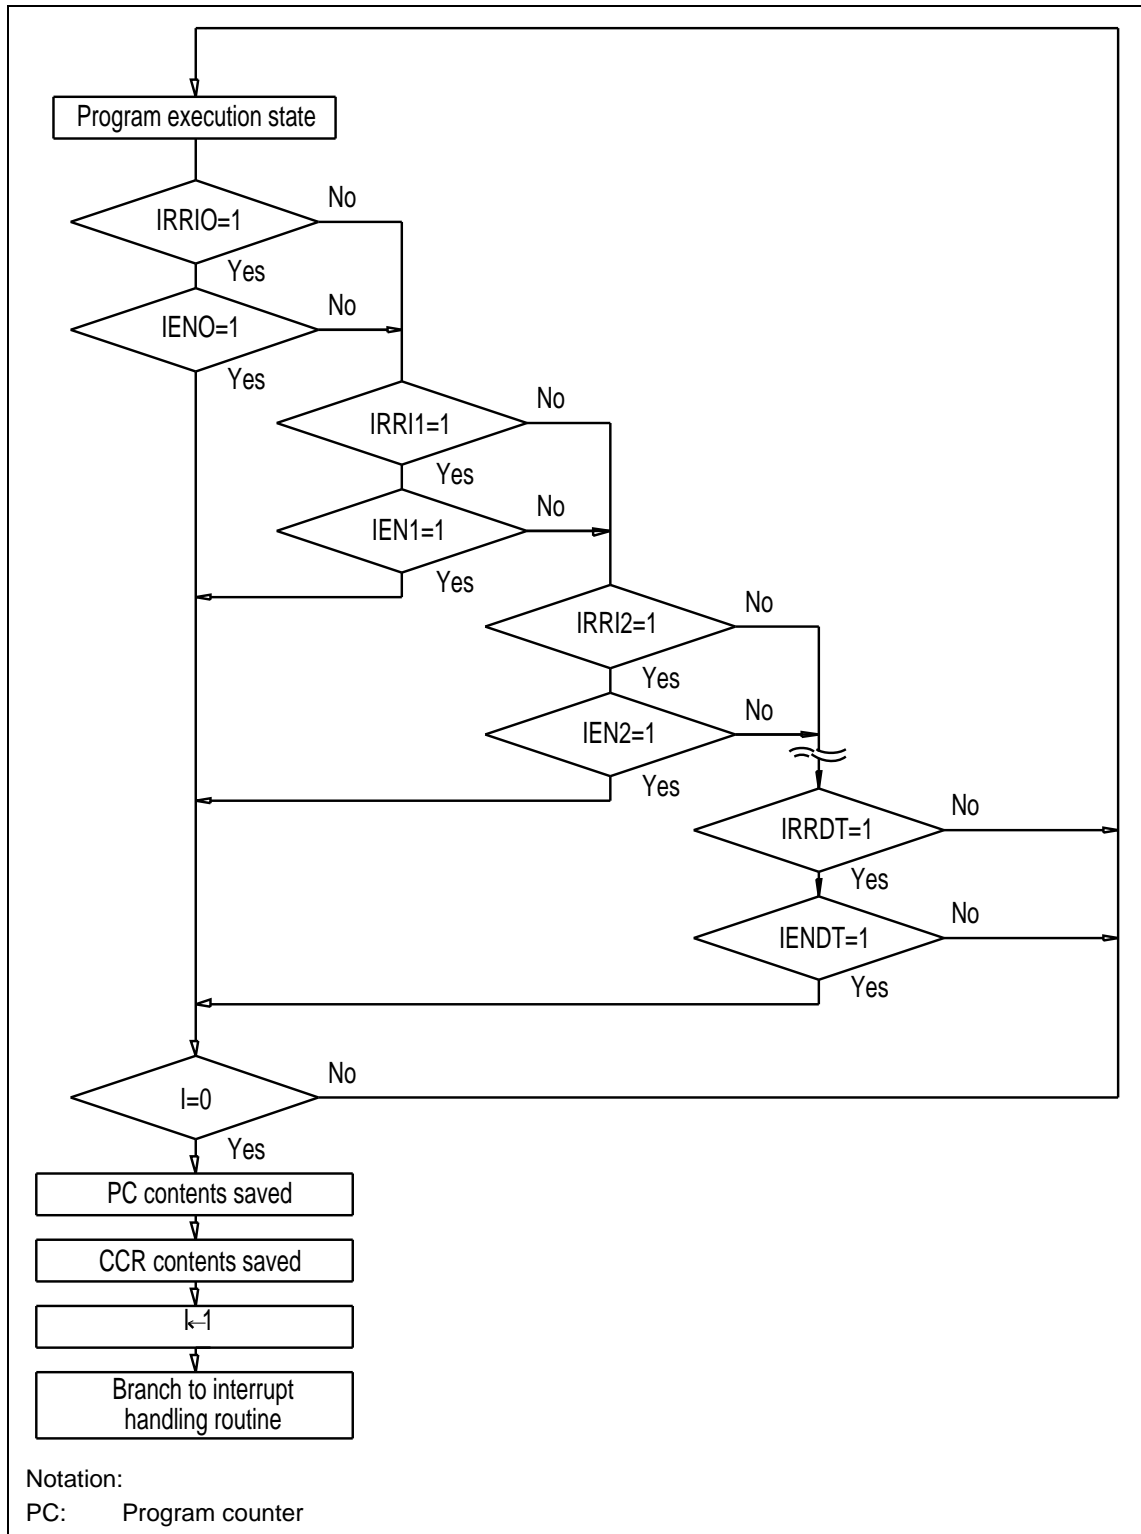 Program execution state
IRRIO=1
No
Yes
IENO=1
No
Yes
IRRI1=1
No
Yes
IEN1=1
No
Yes
IRRI2=1
No
Yes
IEN2=1
No
Yes
IRRDT=1
No
Yes
IENDT=1
No
Yes
I=0
No
Yes
PC contents saved
CCR contents saved
I←1
Branch to interrupt
handling routine
Notation:
PC: Program counter